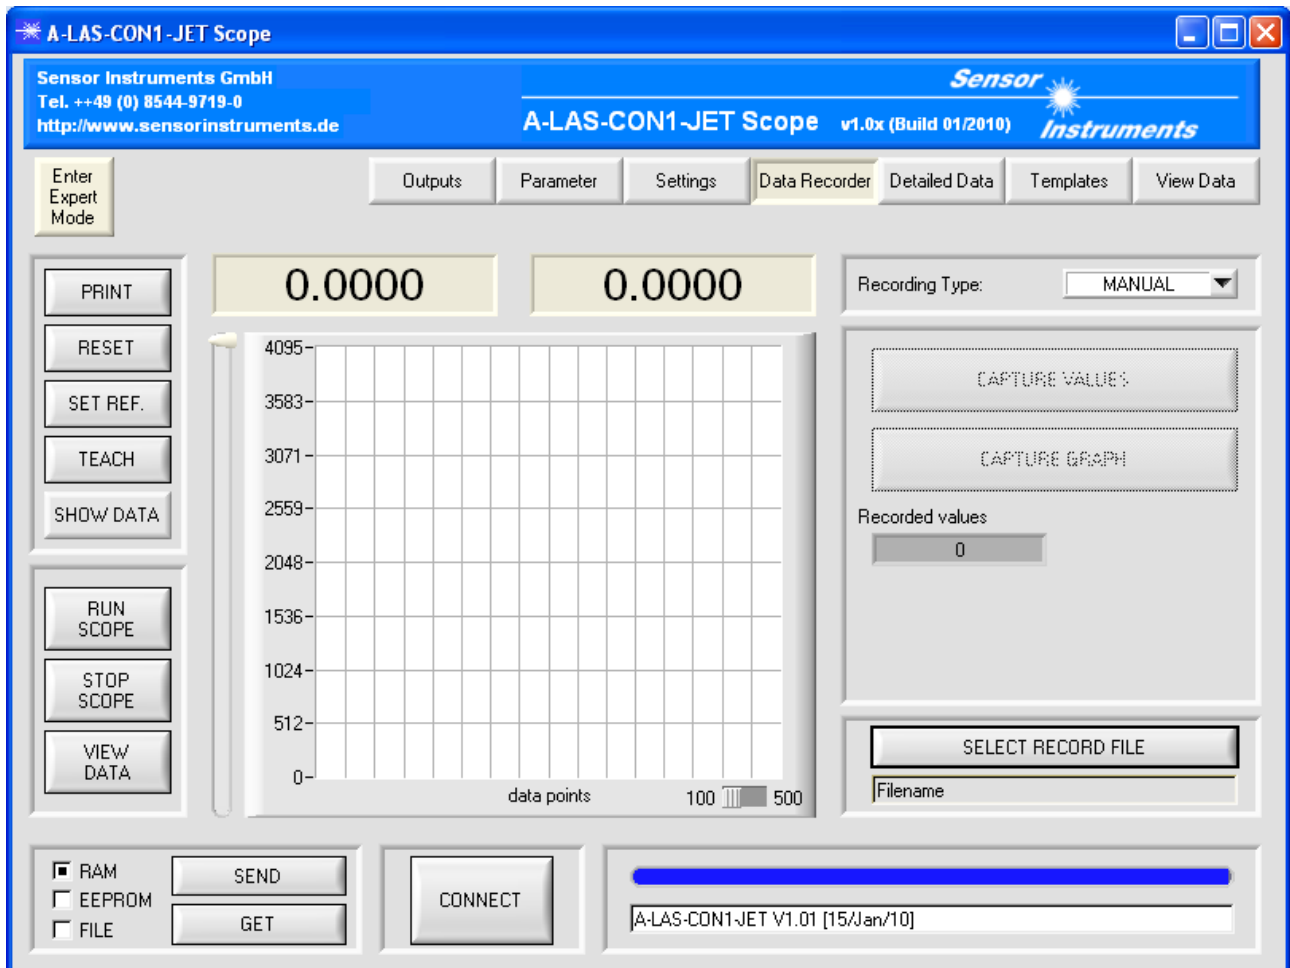 A-LAS-CON1-JET Scope
Sensor Instruments GmbH
Tel. ++49 (0) 8544-9719-0
http://www.sensorinstruments.de
A-LAS-CON1-JET Scope v1.0x (Build 01/2010)
Sensor
Instruments
Enter
Expert
Mode
Outputs
Parameter
Settings
Data Recorder
Detailed Data
Templates
View Data
PRINT
RESET
SET REF.
TEACH
SHOW DATA
RUN
SCOPE
STOP
SCOPE
VIEW
DATA
0.0000
0.0000
4095
3583
3071
2559
2048
1536
1024
512
0
data points
100
500
Recording Type:
MANUAL
CAPTURE VALUES
CAPTURE GRAPH
Recorded values
0
SELECT RECORD FILE
Filename
RAM
EEPROM
FILE
SEND
GET
CONNECT
A-LAS-CON1-JET V1.01 [15/Jan/10]